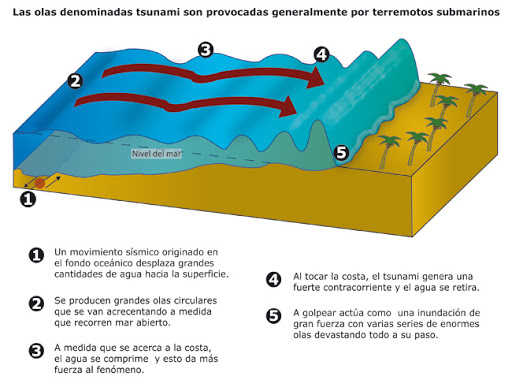 Las olas denominadas tsunami son provocadas generalmente por terremotos submarinos
3
4
2
Nivel del mar
5
1
1 Un movimiento sísmico originado en
el fondo oceánico desplaza grandes
cantidades de agua hacia la superficie.
2 Se producen grandes olas circulares
que se van acrecentando a medida
que recorren mar abierto.
3 A medida que se acerca a la costa,
el agua se comprime y esto da más
fuerza al fenómeno.
4 Al tocar la costa, el tsunami genera una
fuerte contracorriente y el agua se retira.
5 A golpear actúa como una inundación de
gran fuerza con varias series de enormes
olas devastando todo a su paso.